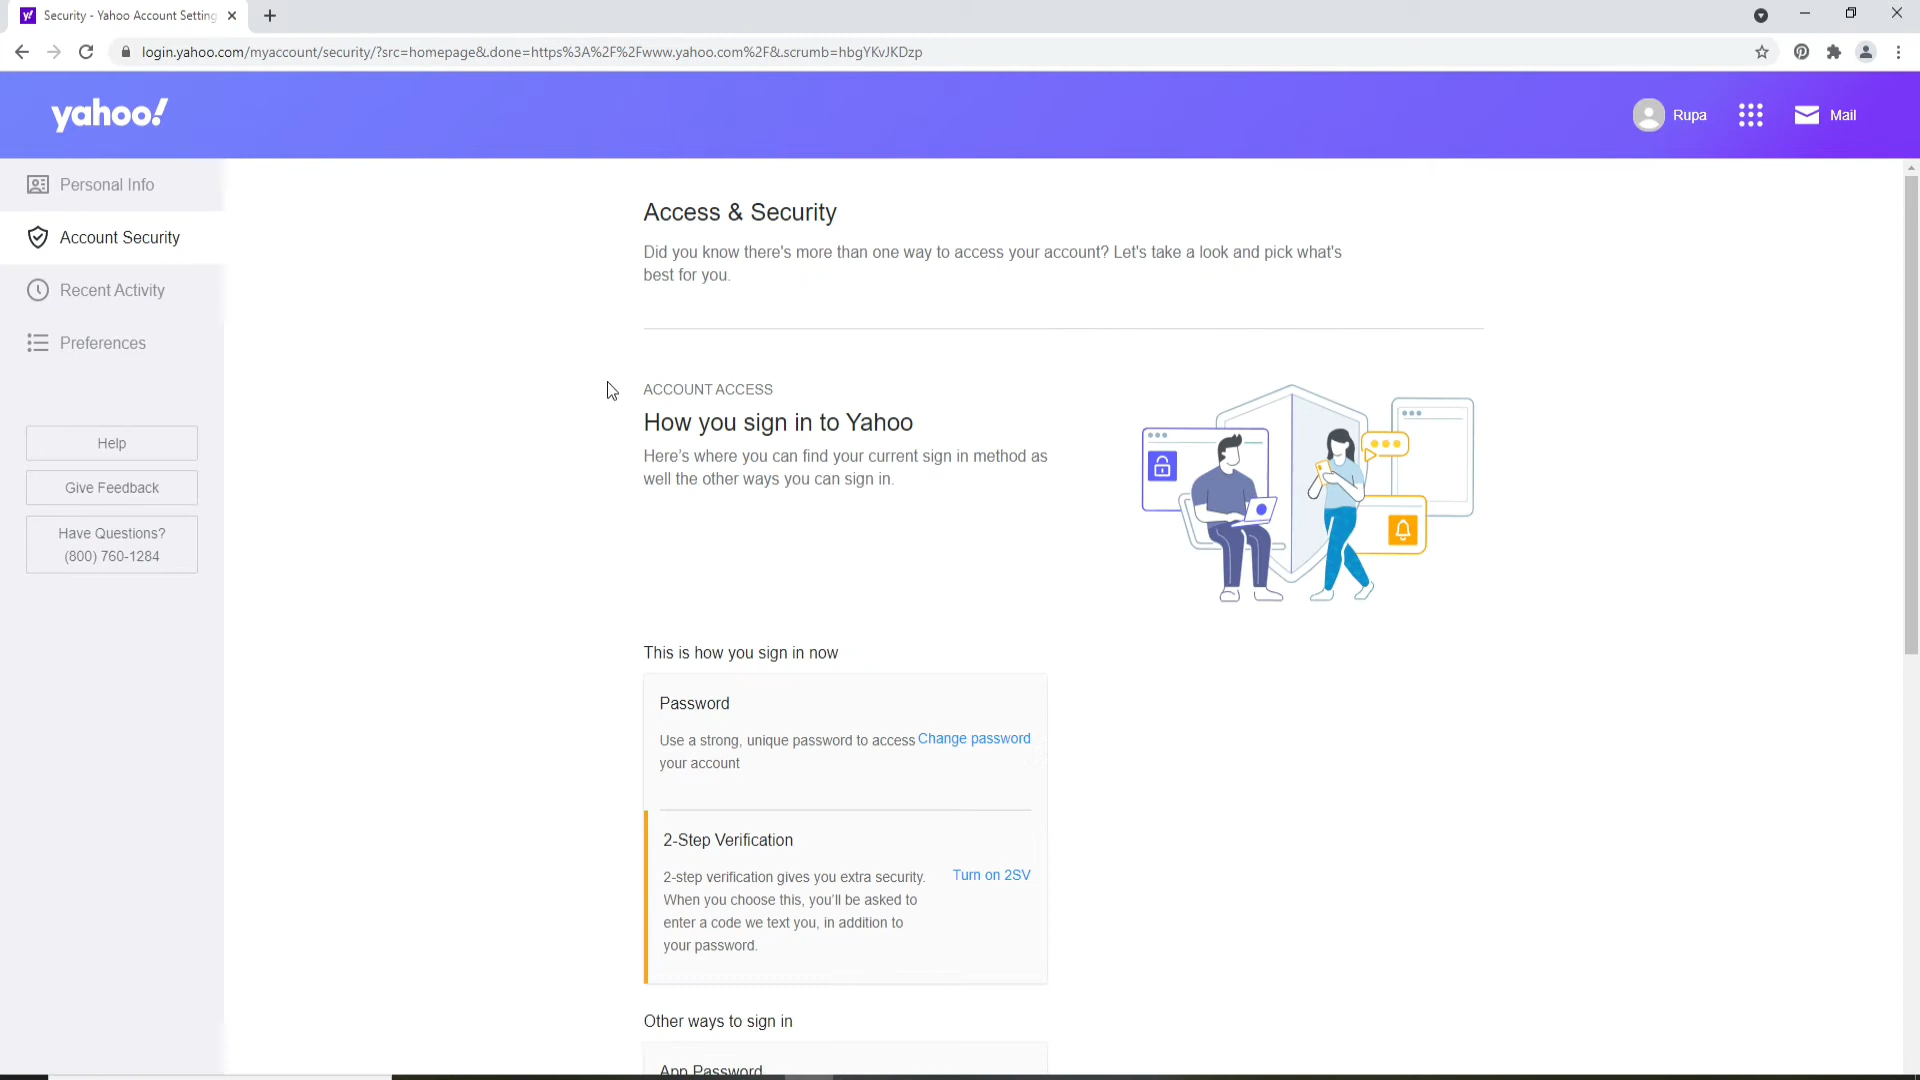 y!
Security - Yahoo Account Setting
login.yahoo.com/myaccount/security/?src=homepage&.done=https%3A%2F%2Fwww.yahoo.com%2F&.scrumb=hbgYKvJKDzp
yahoo!
Rupa
Mail
Personal Info
Account Security
Recent Activity
Preferences
Help
Give Feedback
Have Questions?
(800) 760-1284
Access & Security
Did you know there's more than one way to access your account? Let's take a look and pick what's
best for you.
ACCOUNT ACCESS
How you sign in to Yahoo
Here's where you can find your current sign in method as
well the other ways you can sign in.
This is how you sign in now
Password
Use a strong, unique password to access
your account
Change password
2-Step Verification
2-step verification gives you extra security.
When you choose this, you'll be asked to
enter a code we text you, in addition to
your password.
Turn on 2SV
Other ways to sign in
App Password